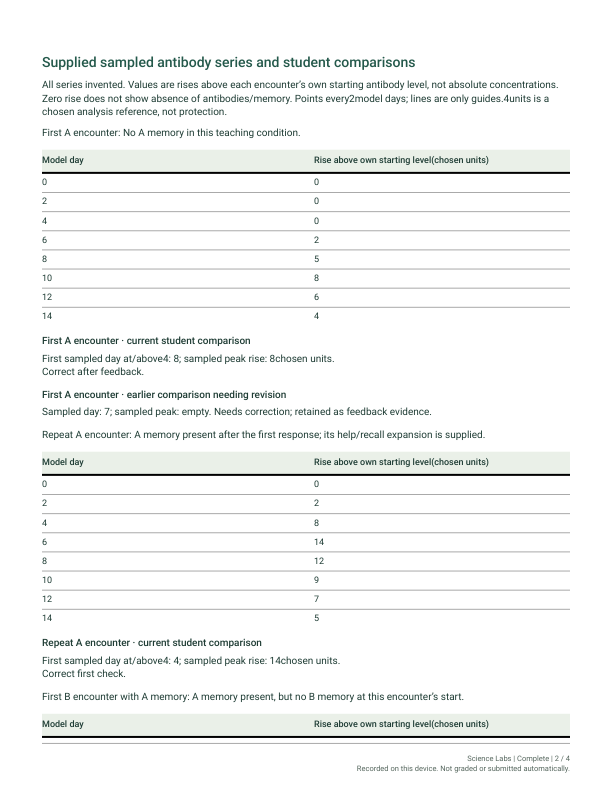 Supplied sampled antibody series and student comparisons
All series invented. Values are rises above each encounter's own starting antibody level, not absolute concentrations.
Zero rise does not show absence of antibodies/memory. Points every2model days; lines are only guides.4units is a
chosen analysis reference, not protection.
First A encounter: No A memory in this teaching condition.
Model day Rise above own starting level(chosen units)
0 0
2 0
4 0
6 2
8 5
10 8
12 6
14 4
First A encounter · current student comparison
First sampled day at/above4: 8; sampled peak rise: 8chosen units.
Correct after feedback.
First A encounter · earlier comparison needing revision
Sampled day: 7; sampled peak: empty. Needs correction; retained as feedback evidence.
Repeat A encounter: A memory present after the first response; its help/recall expansion is supplied.
Model day Rise above own starting level(chosen units)
0 0
2 2
4 8
6 14
8 12
10 9
12 7
14 5
Repeat A encounter · current student comparison
First sampled day at/above4: 4; sampled peak rise: 14chosen units.
Correct first check.
First B encounter with A memory: A memory present, but no B memory at this encounter's start.
Model day Rise above own starting level(chosen units)
Science Labs | Complete | 2 / 4
Recorded on this device. Not graded or submitted automatically.